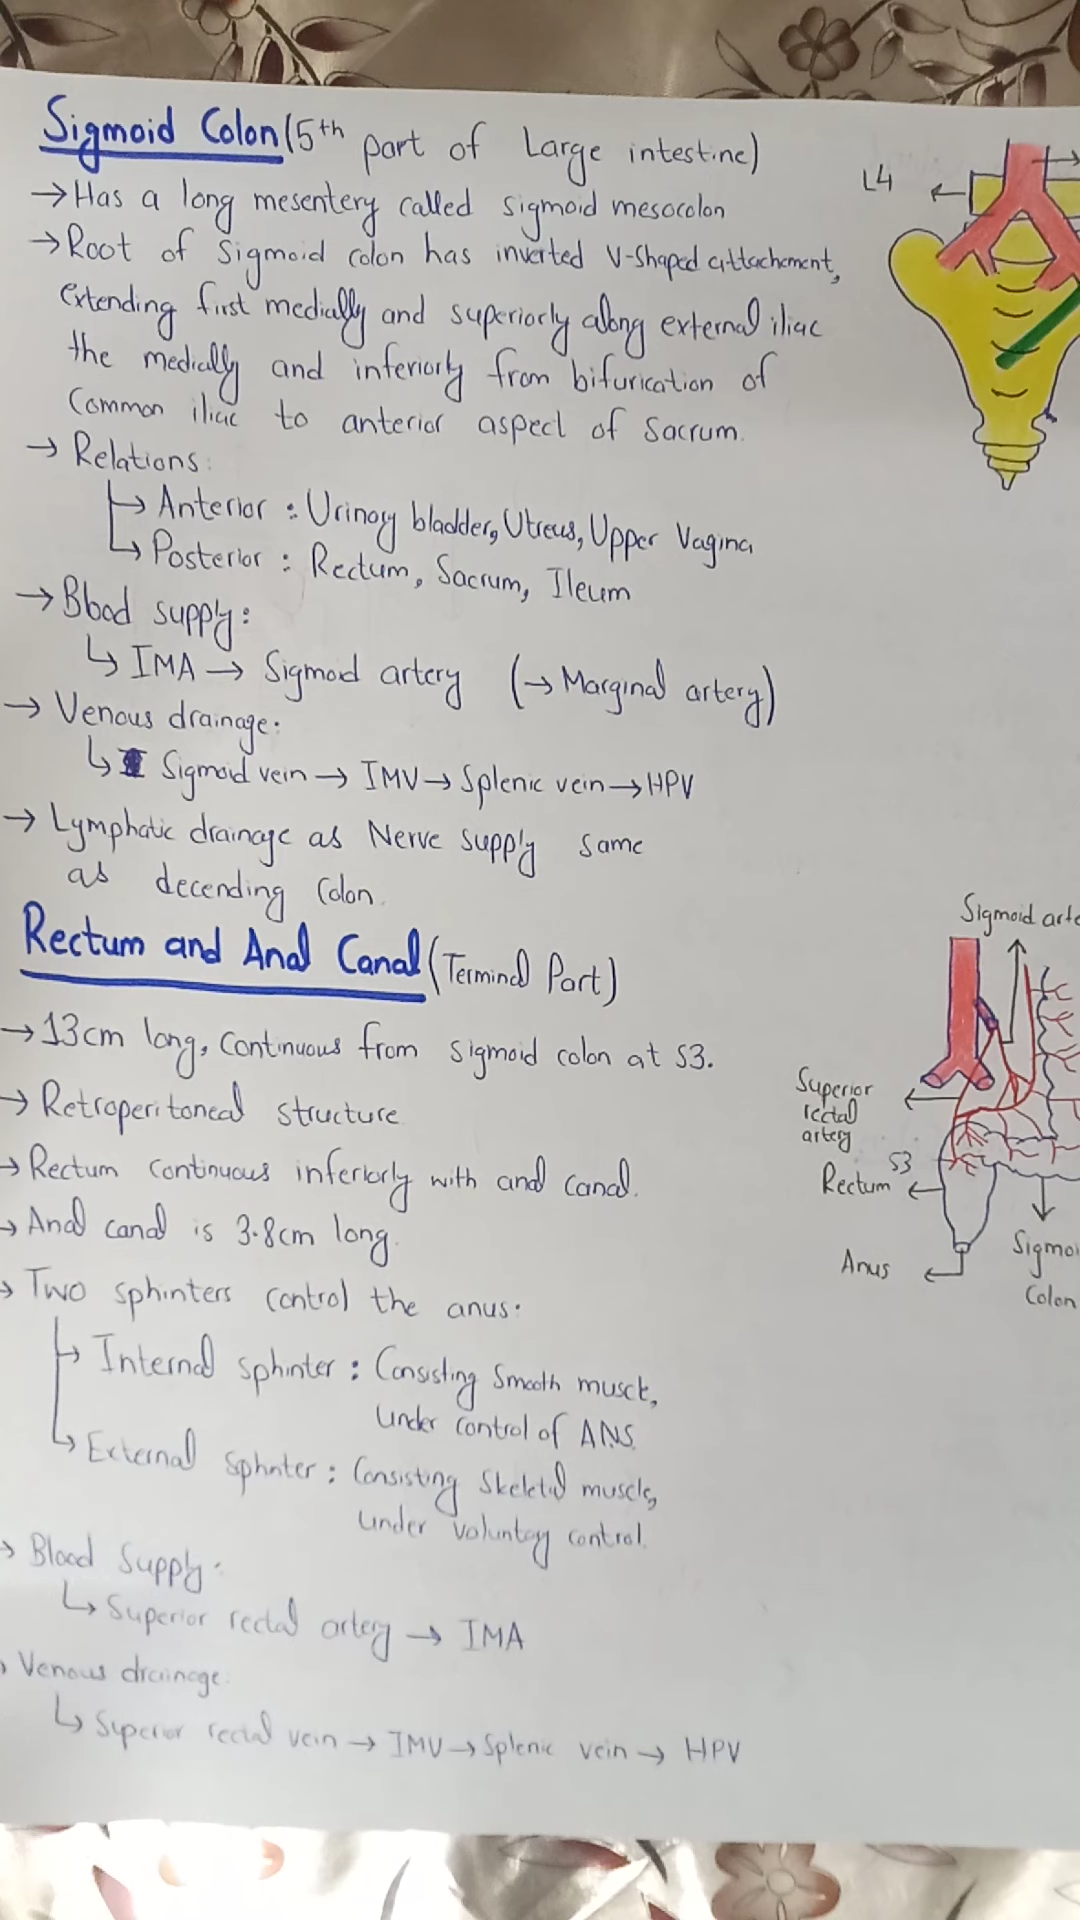 Sigmoid Colon (5th part of Large intestine)
→ Has a long mesentery called sigmoid mesocolon
→ Root of sigmoid colon has inverted V-shaped attachement,
extending first medially and superiorly along external iliac
the medially and inferiorly from bifurication of
Common iliac to anterior aspect of Sacrum.
→ Relations:
→ Anterior : Urinary bladder, Utreus, Upper Vagina
→ Posterior : Rectum, Sacrum, Ileum
→ Blood supply:
↳ IMA → Sigmoid artery (→ Marginal artery)
→ Venous drainage:
↳ Sigmoid vein → IMV → Splenic vein → HPV
→ Lymphatic drainage as Nerve supply same
as decending Colon.
Rectum and Anal Canal (Terminal Part)
→ 13cm long, Continuous from sigmoid colon at S3.
→ Retroperitoneal structure
→ Rectum continuous inferiorly with anal canal.
→ Anal canal is 3.8cm long.
→ Two sphinters control the anus.
→ Internal sphinter : Consisting Smooth muscle,
under control of ANS.
↳ External sphnter : Consisting Skeletal muscle,
under voluntay control.
→ Blood Supply:
↳ Superior rectal artery → IMA
→ Venous drainage:
↳ Superior rectal vein → IMV → Splenic vein → HPV
L4
Sigmoid arte
Superior
rectal
artery
S3
Rectum
Anus
Sigmoi
Colon